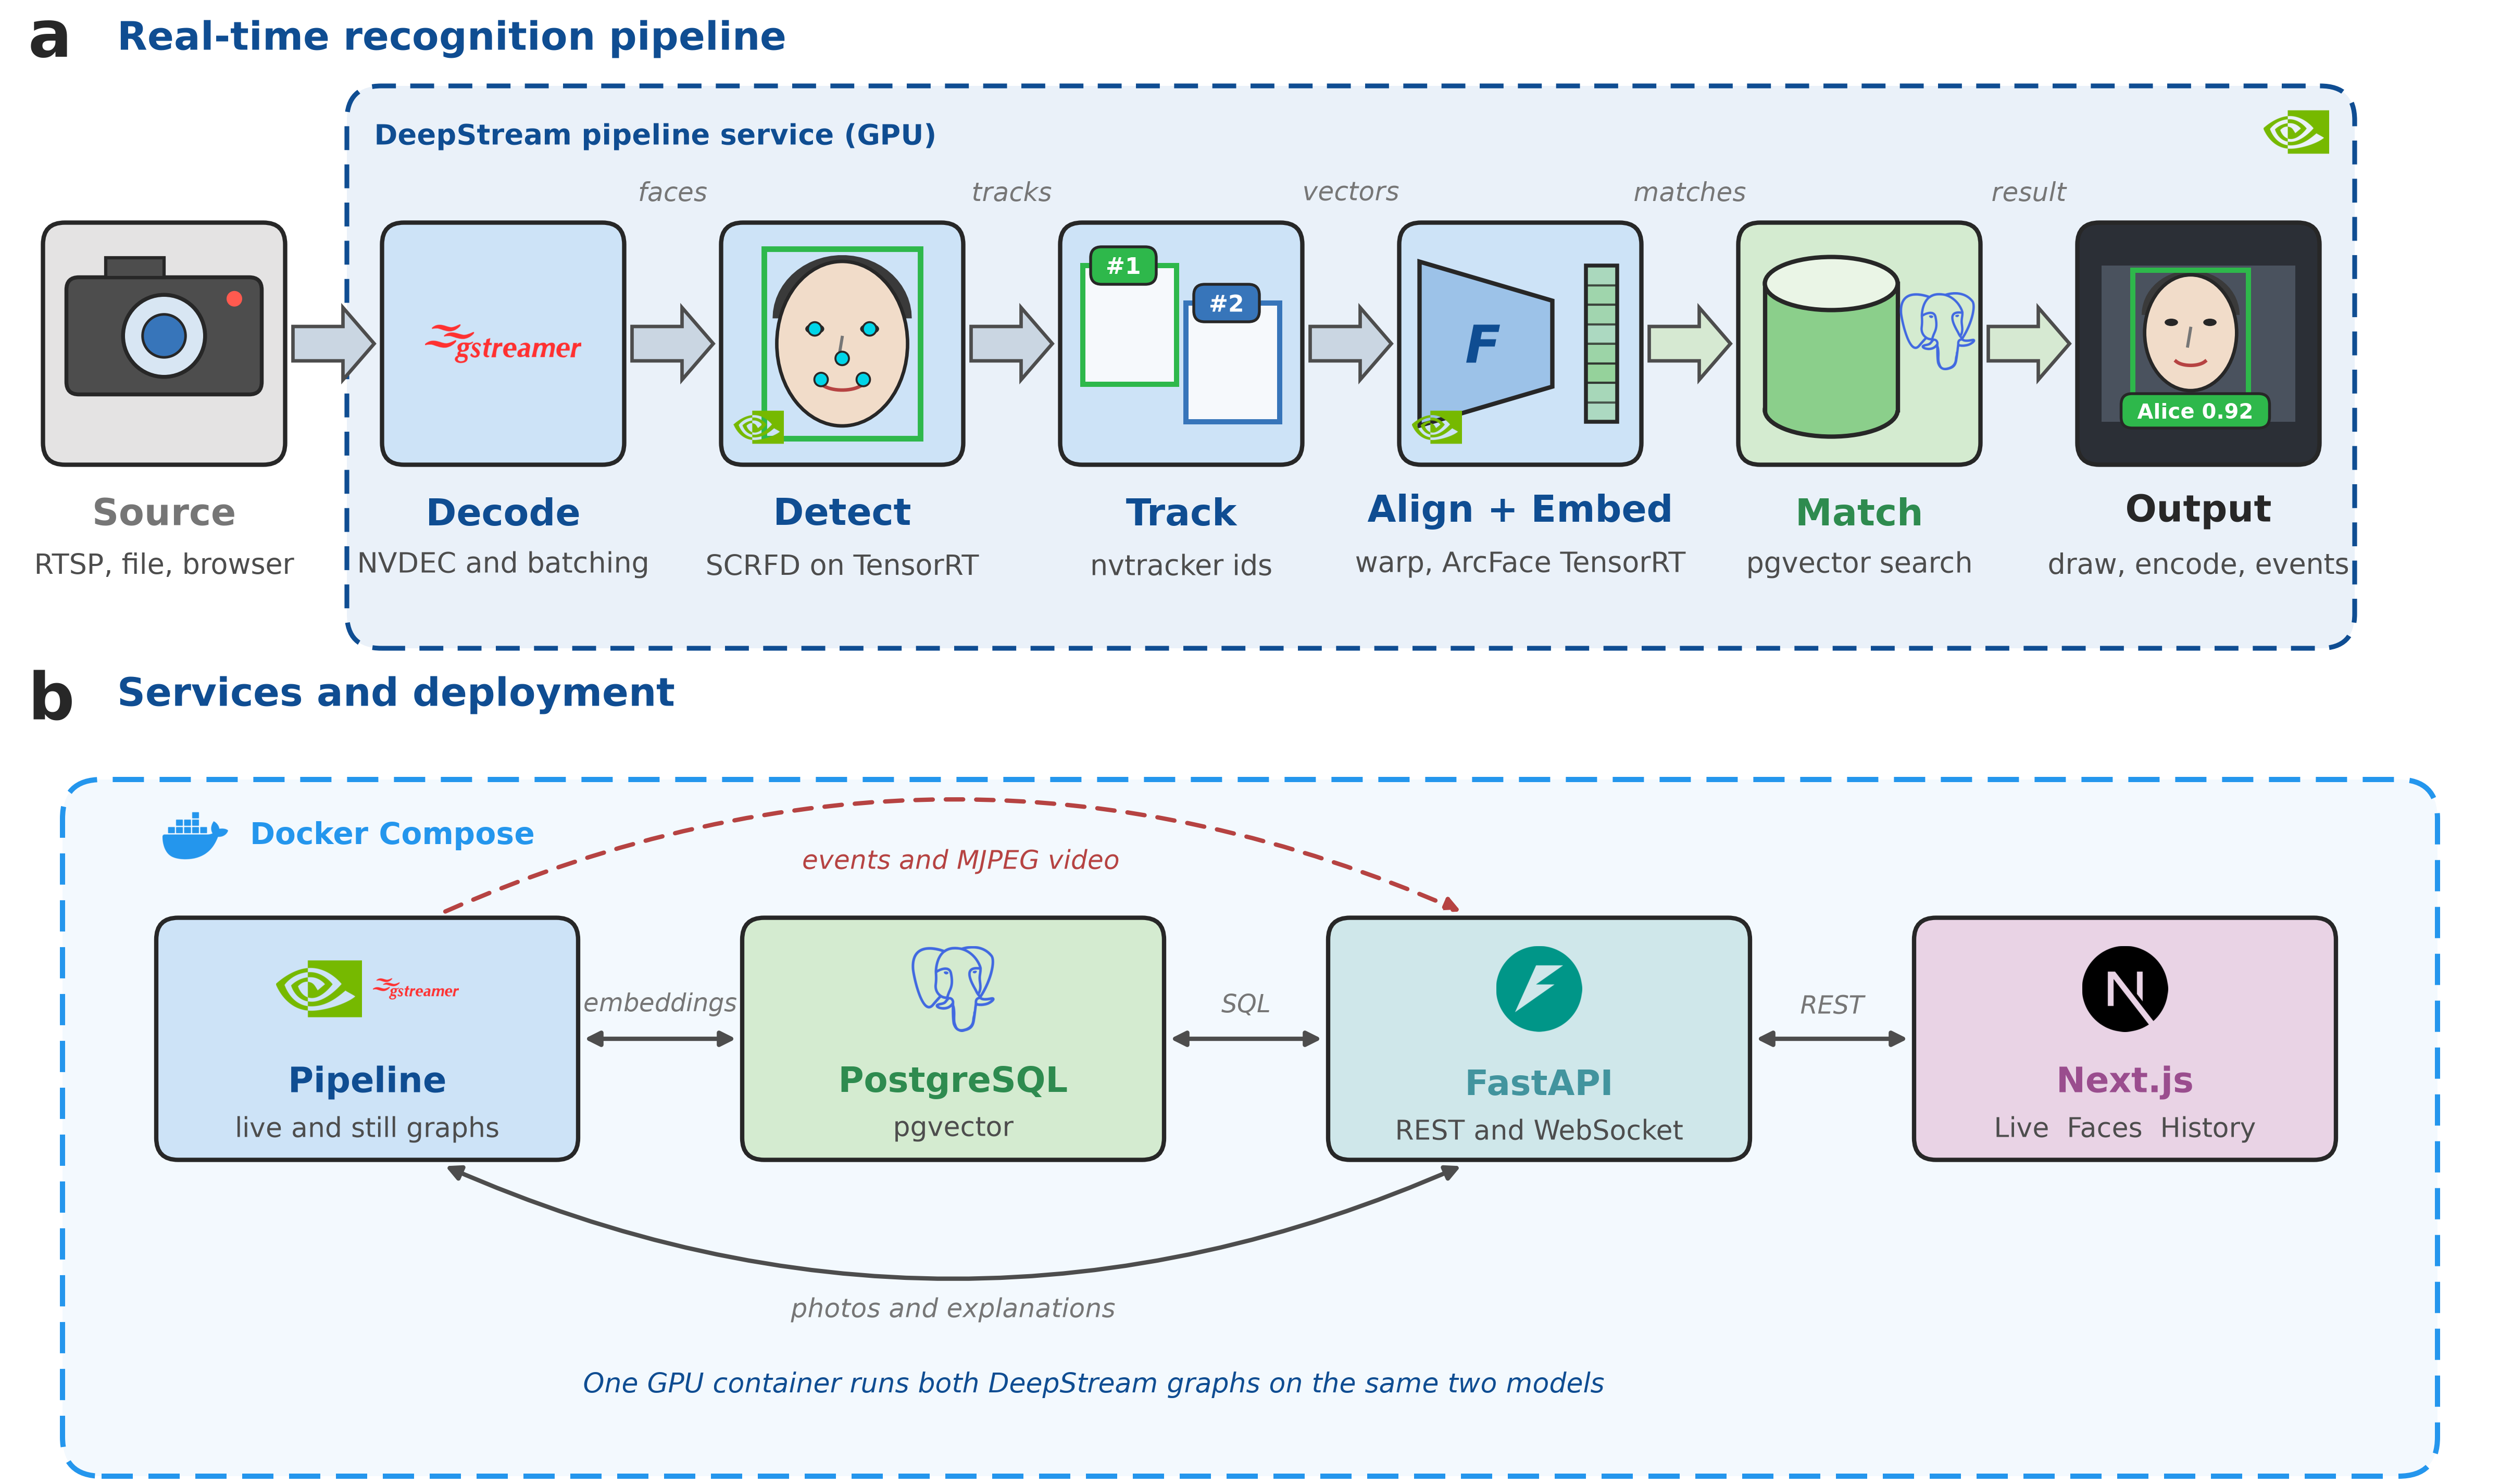 a Real-time recognition pipeline
DeepStream pipeline service (GPU)
faces tracks vectors matches result
gstreamer
#1
#2
F
Alice 0.92
Source Decode Detect Track Align + Embed Match Output
RTSP, file, browser NVDEC and batching SCRFD on TensorRT nvtracker ids warp, ArcFace TensorRT pgvector search draw, encode, events
b Services and deployment
Docker Compose
events and MJPEG video
gstreamer
embeddings SQL REST
Pipeline PostgreSQL FastAPI Next.js
live and still graphs pgvector REST and WebSocket Live Faces History
photos and explanations
One GPU container runs both DeepStream graphs on the same two models